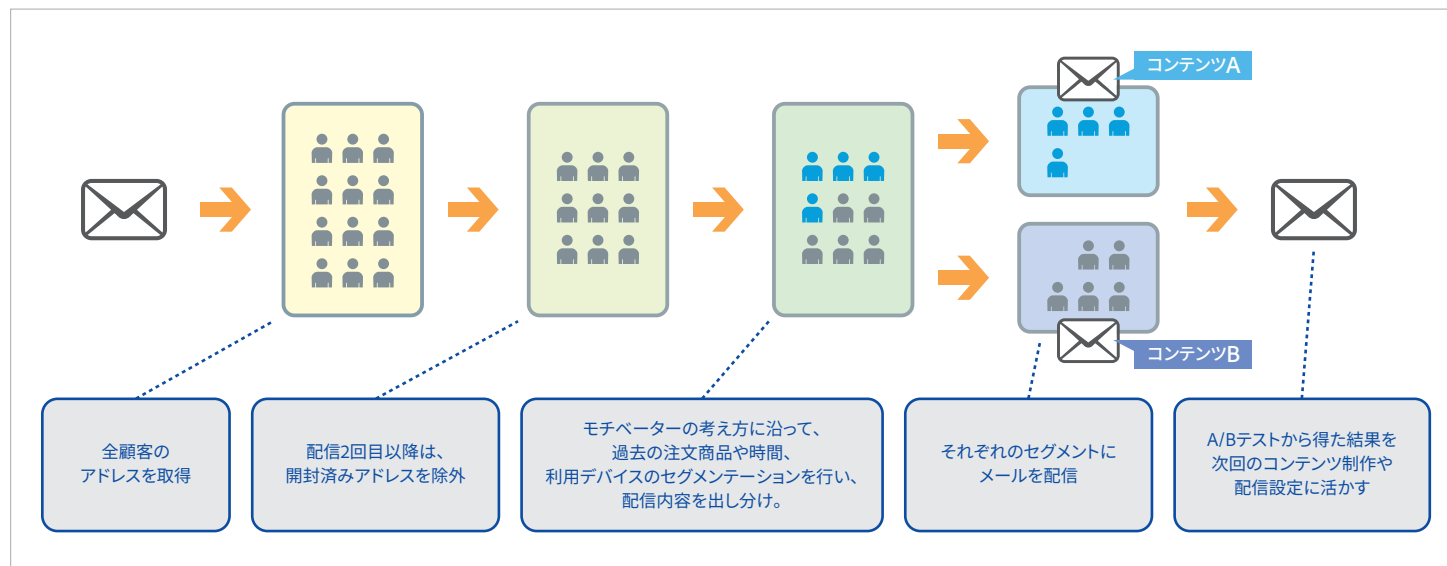 コンテンツA
コンテンツB
全顧客の
アドレスを取得
配信2回目以降は、
開封済みアドレスを除外
モチベーターの考え方に沿って、
過去の注文商品や時間、
利用デバイスのセグメンテーションを行い、
配信内容を出し分け。
それぞれのセグメントに
メールを配信
A/Bテストから得た結果を
次回のコンテンツ制作や
配信設定に活かす